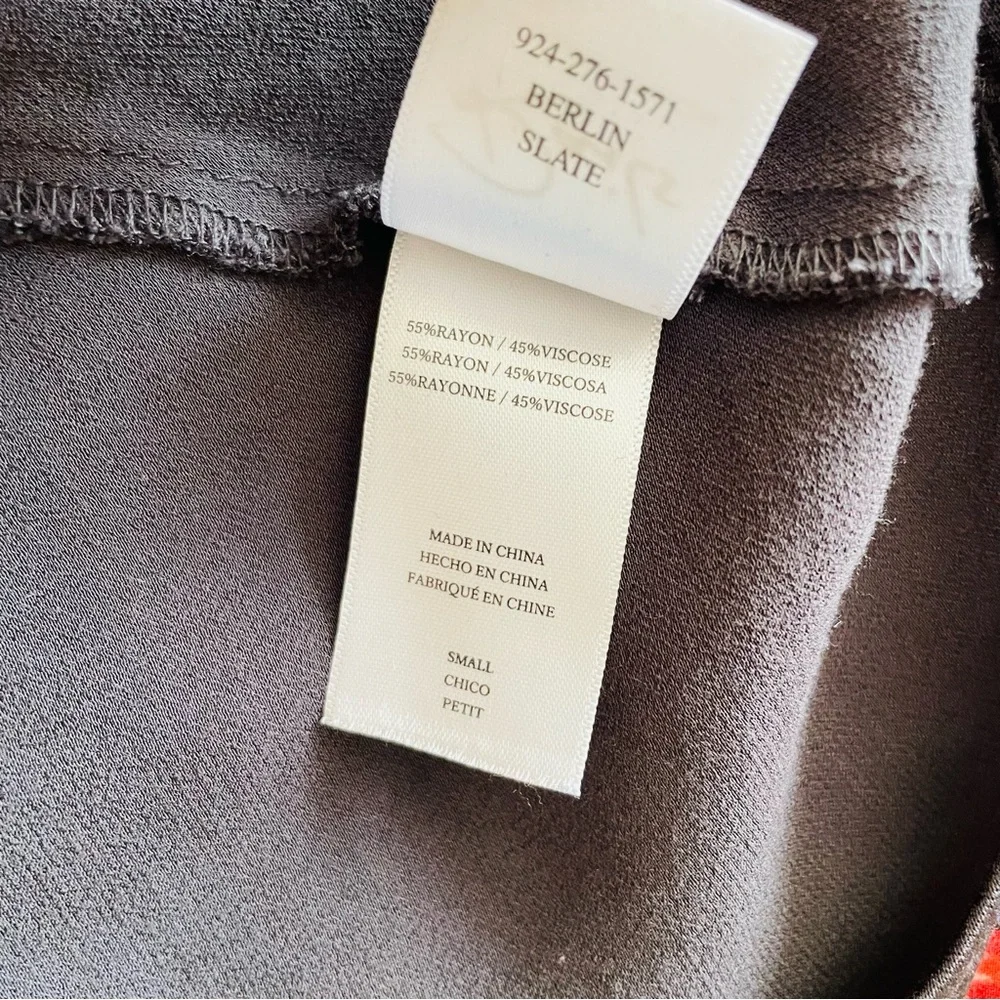 924-276-1571
BERLIN
SLATE
55%RAYON / 45%VISCOSE
55%RAYON / 45%VISCOSA
55%RAYONNE / 45%VISCOSE
MADE IN CHINA
HECHO EN CHINA
FABRIQUÉ EN CHINE
SMALL
CHICO
PETIT